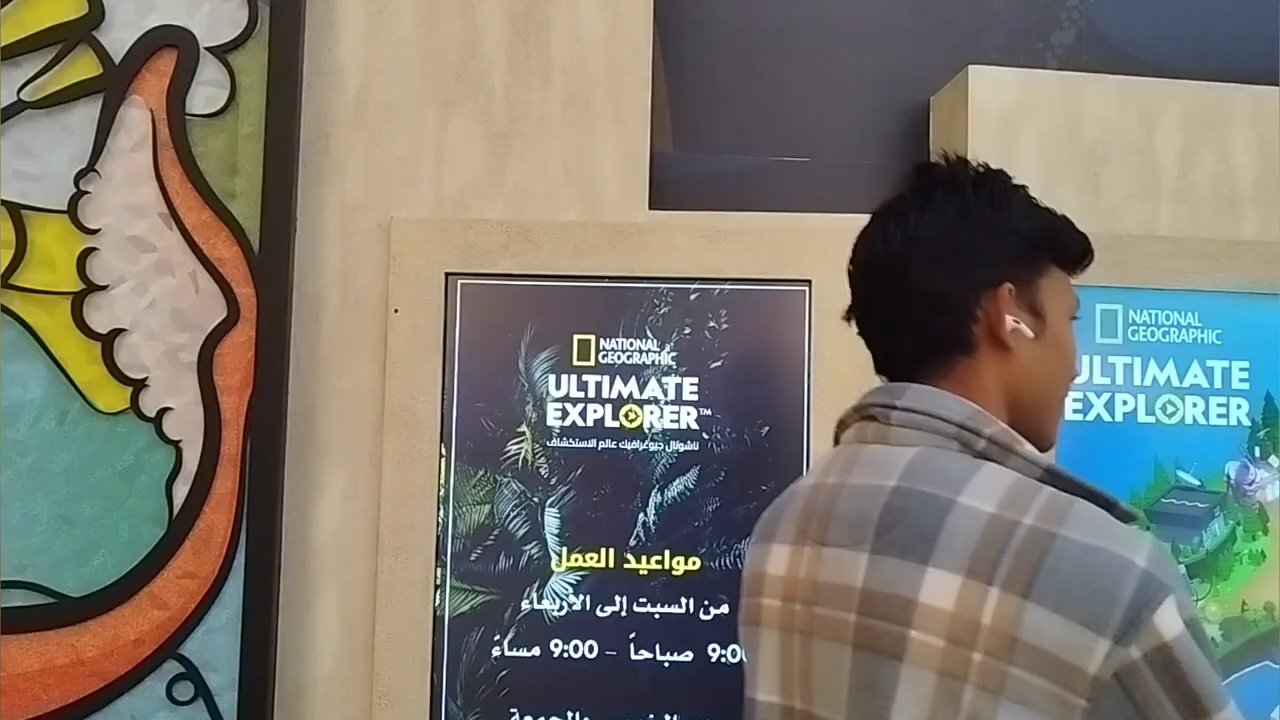 NATIONAL
GEOGRAPHIC
ULTIMATE
EXPLORER™
ناشونال جيوغرافيك عالم الاستكشاف
مواعيد العمل
من السبت إلى الأربعاء
9:00 صباحاً – 9:00 مساءً
والجمعة
NATIONAL
GEOGRAPHIC
ULTIMATE
EXPLORER